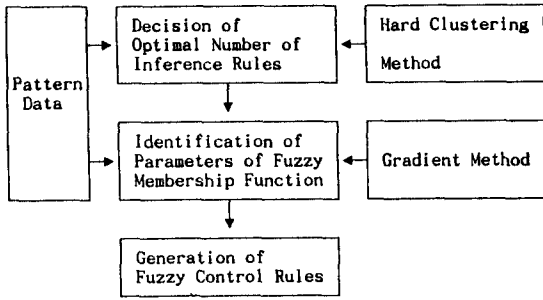 Pattern
Data
Decision of
Optimal Number of
Inference Rules
Hard Clustering
Method
Identification of
Parameters of Fuzzy
Membership Function
Gradient Method
Generation of
Fuzzy Control Rules